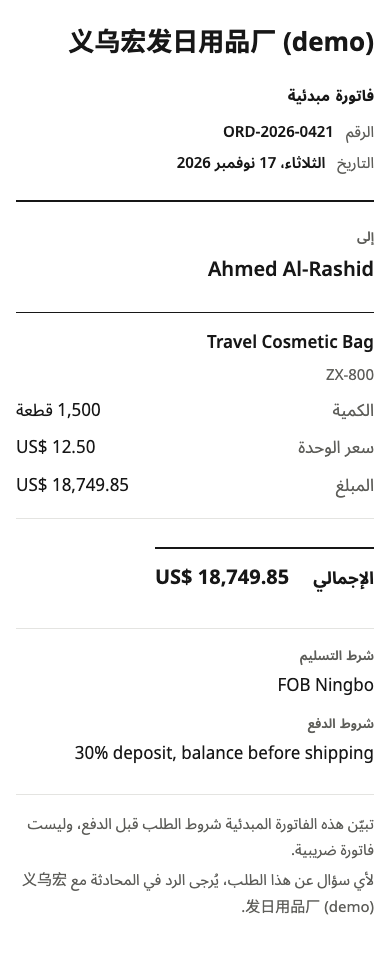 义乌宏发日用品厂 (demo)
فاتورة مبدئية
الرقم ORD-2026-0421
التاريخ الثلاثاء، 17 نوفمبر 2026
إلى
Ahmed Al-Rashid
Travel Cosmetic Bag
ZX-800
الكمية 1,500 قطعة
سعر الوحدة US$ 12.50
المبلغ US$ 18,749.85
الإجمالي US$ 18,749.85
شرط التسليم
FOB Ningbo
شروط الدفع
30% deposit, balance before shipping
تبيّن هذه الفاتورة المبدئية شروط الطلب قبل الدفع، وليست
فاتورة ضريبية.
لأي سؤال عن هذا الطلب، يُرجى الرد في المحادثة مع 义乌宏
发日用品厂 (demo).